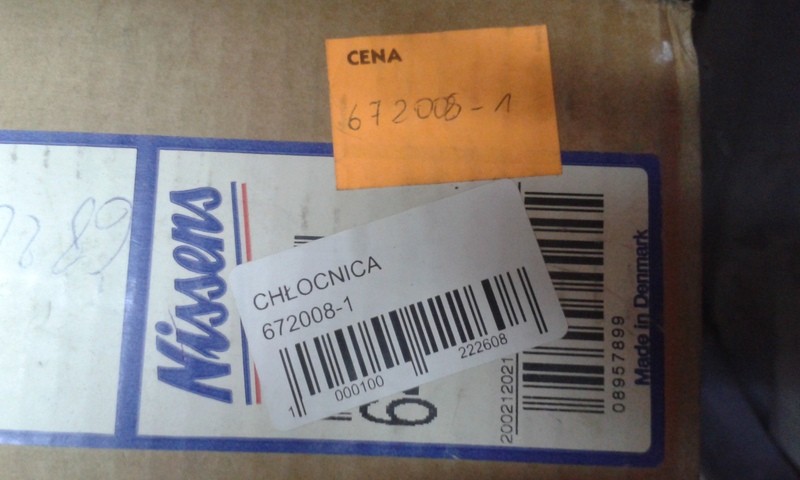 CENA
672008-1
Nissens
CHŁOCNICA
672008-1
1 000100 222608
200212021
08957899
Made in Denmark